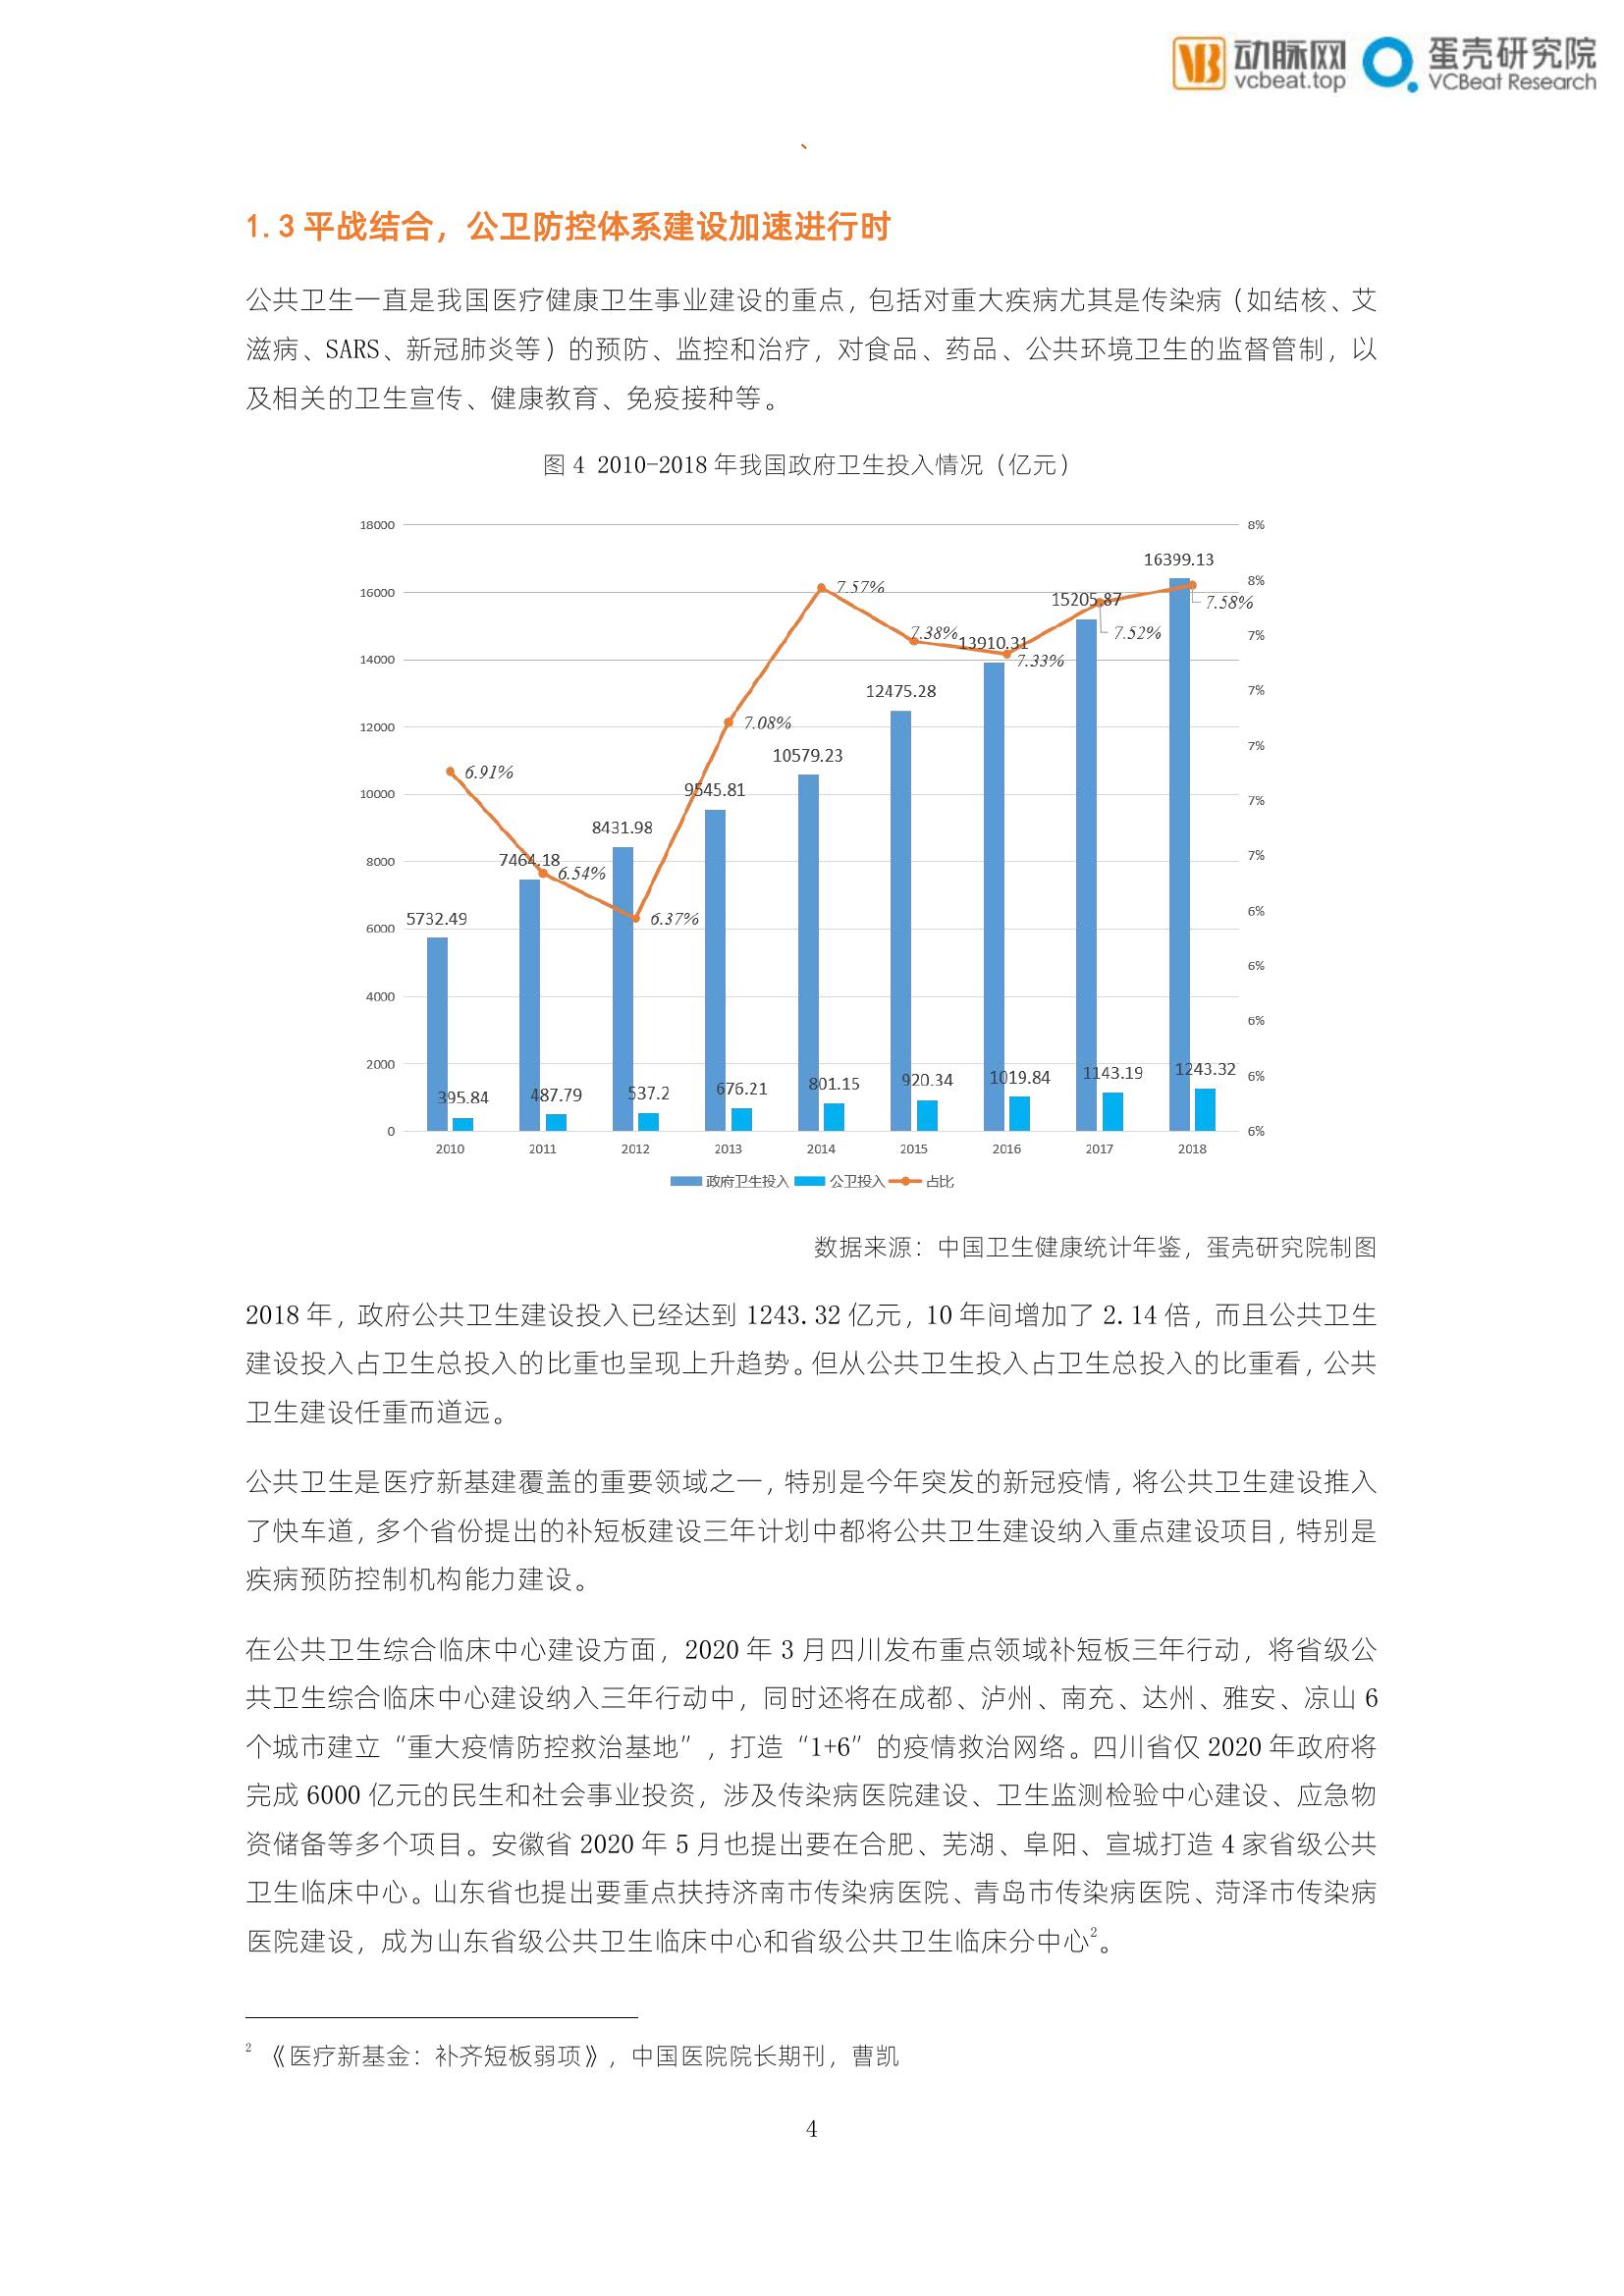 动脉网
vcbeat.top
蛋壳研究院
VCBeat Research
、
1.3 平战结合，公卫防控体系建设加速进行时
公共卫生一直是我国医疗健康卫生事业建设的重点，包括对重大疾病尤其是传染病（如结核、艾
滋病、SARS、新冠肺炎等）的预防、监控和治疗，对食品、药品、公共环境卫生的监督管制，以
及相关的卫生宣传、健康教育、免疫接种等。
图 4 2010-2018 年我国政府卫生投入情况（亿元）
18000
16000
14000
12000
10000
8000
6000
4000
2000
0
8%
8%
7%
7%
7%
7%
7%
6%
6%
6%
6%
6%
5732.49
7464.18
8431.98
9545.81
10579.23
12475.28
13910.31
15205.87
16399.13
6.91%
6.54%
6.37%
7.08%
7.57%
7.38%
7.33%
7.52%
7.58%
395.84
487.79
537.2
676.21
801.15
920.34
1019.84
1143.19
1243.32
2010 2011 2012 2013 2014 2015 2016 2017 2018
政府卫生投入 公卫投入 占比
数据来源：中国卫生健康统计年鉴，蛋壳研究院制图
2018 年，政府公共卫生建设投入已经达到 1243.32 亿元，10 年间增加了 2.14 倍，而且公共卫生
建设投入占卫生总投入的比重也呈现上升趋势。但从公共卫生投入占卫生总投入的比重看，公共
卫生建设任重而道远。
公共卫生是医疗新基建覆盖的重要领域之一，特别是今年突发的新冠疫情，将公共卫生建设推入
了快车道，多个省份提出的补短板建设三年计划中都将公共卫生建设纳入重点建设项目，特别是
疾病预防控制机构能力建设。
在公共卫生综合临床中心建设方面，2020 年 3 月四川发布重点领域补短板三年行动，将省级公
共卫生综合临床中心建设纳入三年行动中，同时还将在成都、泸州、南充、达州、雅安、凉山 6
个城市建立“重大疫情防控救治基地”，打造“1+6”的疫情救治网络。四川省仅 2020 年政府将
完成 6000 亿元的民生和社会事业投资，涉及传染病医院建设、卫生监测检验中心建设、应急物
资储备等多个项目。安徽省 2020 年 5 月也提出要在合肥、芜湖、阜阳、宣城打造 4 家省级公共
卫生临床中心。山东省也提出要重点扶持济南市传染病医院、青岛市传染病医院、菏泽市传染病
医院建设，成为山东省级公共卫生临床中心和省级公共卫生临床分中心2。
2 《医疗新基金：补齐短板弱项》，中国医院院长期刊，曹凯
4